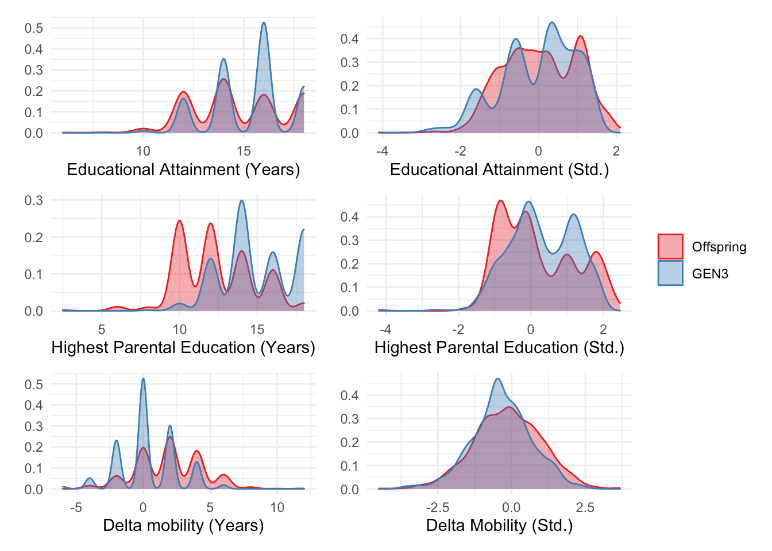 0.5
0.4
0.3
0.2
0.1
0.0
10 15
Educational Attainment (Years)
0.4
0.3
0.2
0.1
0.0
-4 -2 0 2
Educational Attainment (Std.)
0.3
0.2
0.1
0.0
5 10 15
Highest Parental Education (Years)
0.4
0.3
0.2
0.1
0.0
-4 -2 0 2
Highest Parental Education (Std.)
Offspring
GEN3
0.5
0.4
0.3
0.2
0.1
0.0
-5 0 5 10
Delta mobility (Years)
0.4
0.3
0.2
0.1
0.0
-2.5 0.0 2.5
Delta Mobility (Std.)